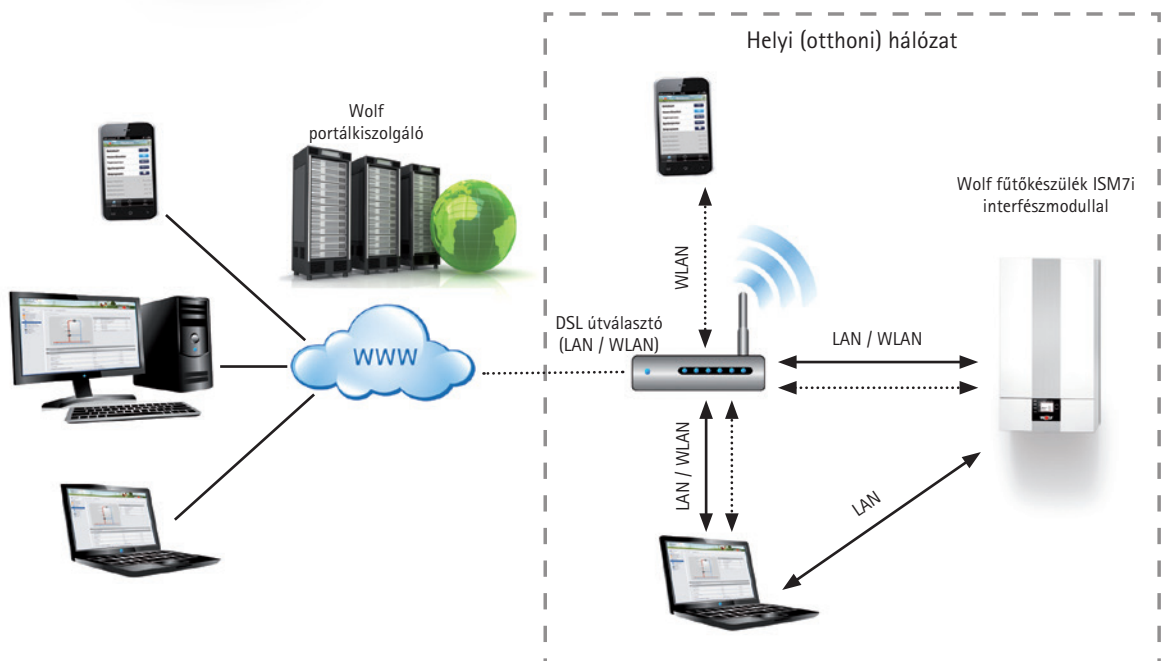 Helyi (otthoni) hálózat
Wolf
portálkiszolgáló
Wolf fűtőkészülék ISM7i
interfészmodullal
WLAN
DSL útválasztó
(LAN / WLAN)
WWW
LAN / WLAN
LAN / WLAN
LAN